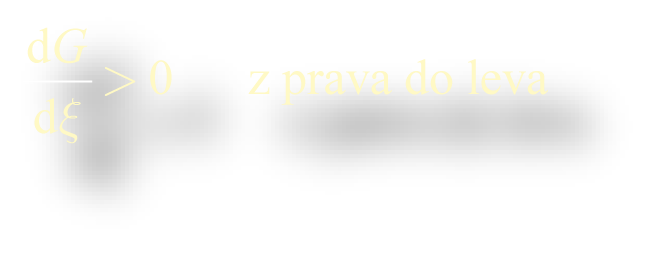 dG/dξ > 0 z prava do leva